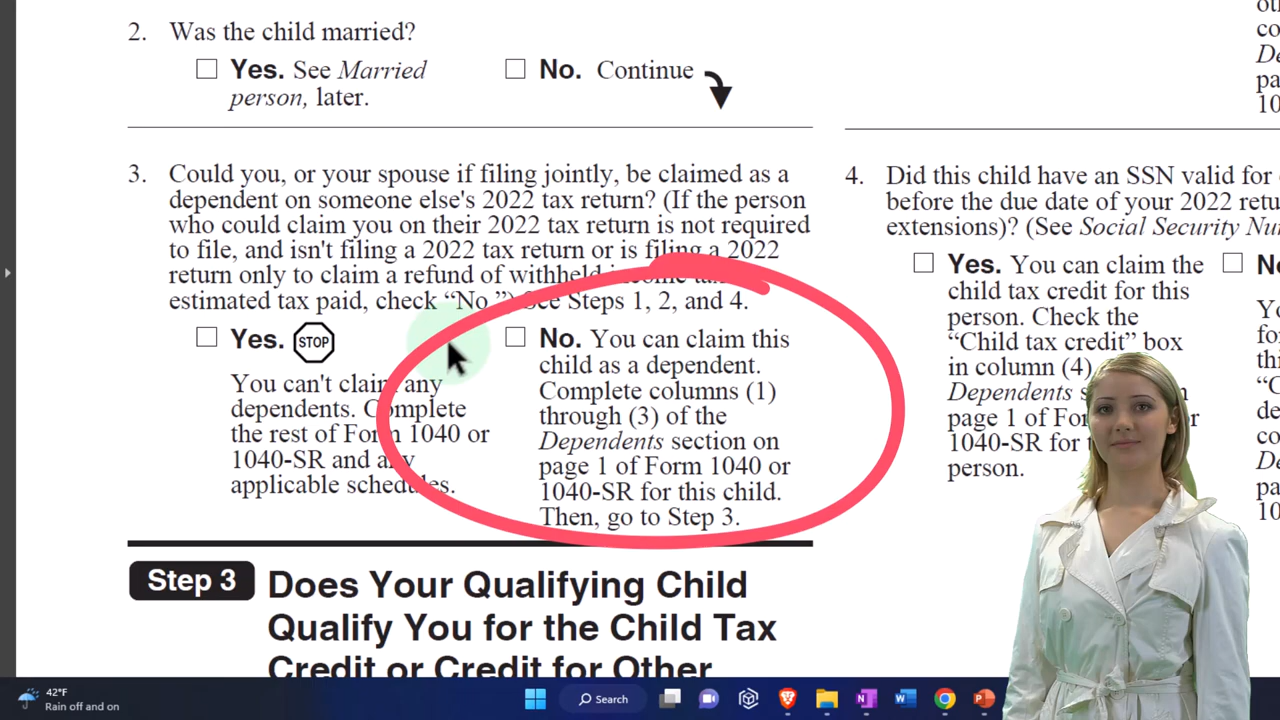 2. Was the child married?
Yes. See Married
person, later.
No. Continue
3. Could you, or your spouse if filing jointly, be claimed as a
dependent on someone else's 2022 tax return? (If the person
who could claim you on their 2022 tax return is not required
to file, and isn't filing a 2022 tax return or is filing a 2022
return only to claim a refund of withheld income tax
estimated tax paid, check “No.”) See Steps 1, 2, and 4.
Yes. STOP
You can't claim any
dependents. Complete
the rest of Form 1040 or
1040-SR and any
applicable schedules.
No. You can claim this
child as a dependent.
Complete columns (1)
through (3) of the
Dependents section on
page 1 of Form 1040 or
1040-SR for this child.
Then, go to Step 3.
Step 3 Does Your Qualifying Child
Qualify You for the Child Tax
Credit or Credit for Other
co
pa
10
4. Did this child have an SSN valid for
before the due date of your 2022
extensions)? (See Social Security
Yes. You can claim the
child tax credit for this
person. Check the
“Child tax credit” box
in column (4)
Dependents
page 1 of
1040-SR for
person.
42°F
Rain off and on
Search